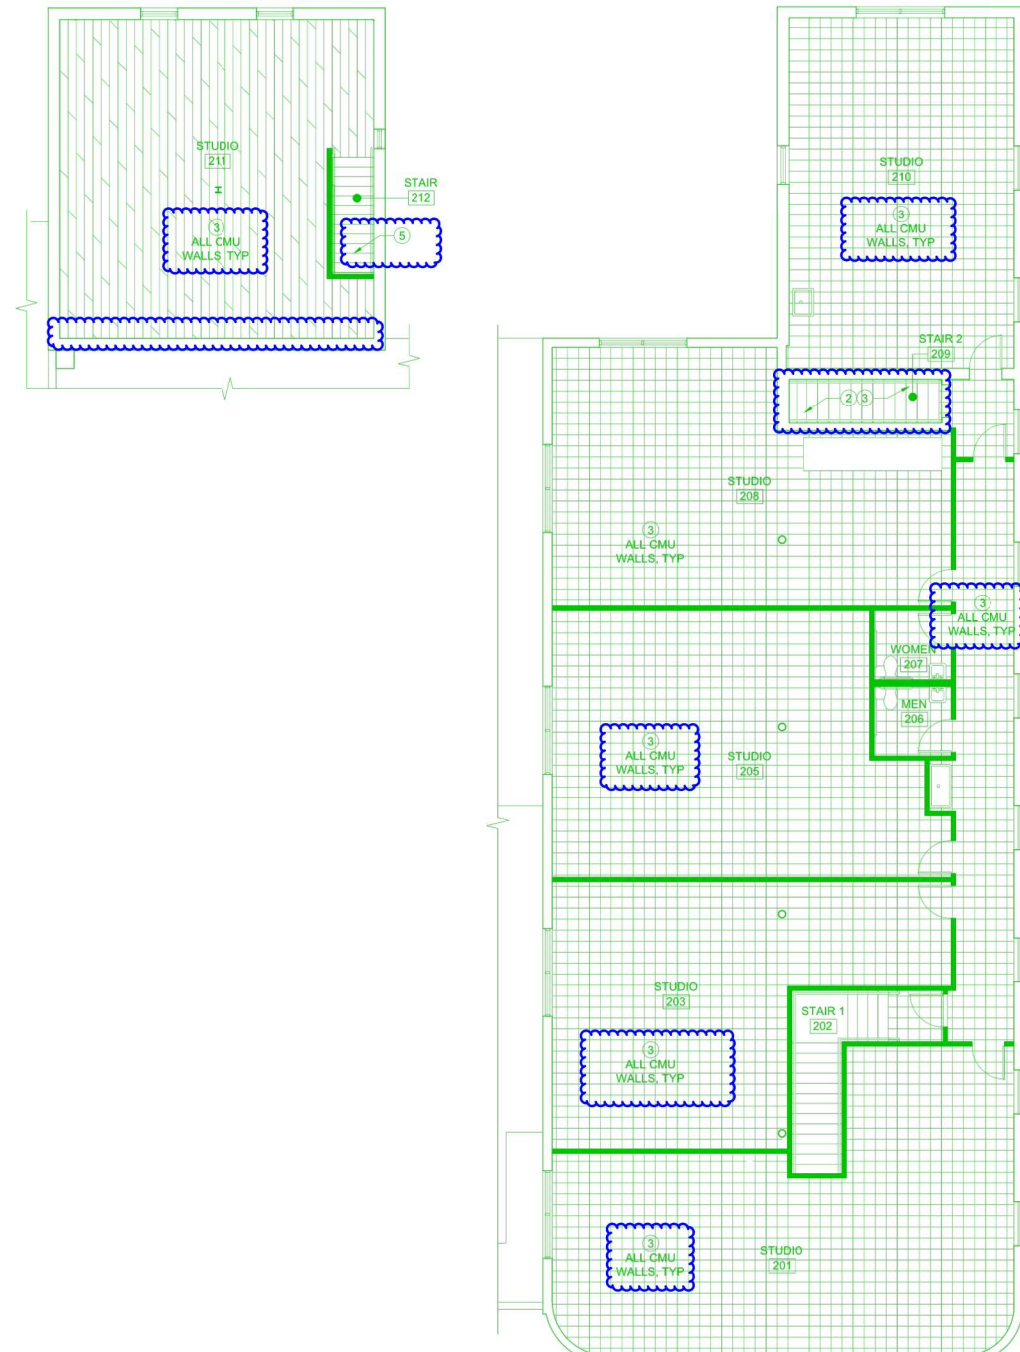 STUDIO
211
3
ALL CMU
WALLS, TYP
STAIR
212
5
STUDIO
210
3
ALL CMU
WALLS, TYP
STAIR 2
209
2 3
STUDIO
208
3
ALL CMU
WALLS, TYP
3
ALL CMU
WALLS, TYP
WOMEN
207
MEN
206
3
ALL CMU
WALLS, TYP
STUDIO
205
STUDIO
203
3
ALL CMU
WALLS, TYP
STAIR 1
202
3
ALL CMU
WALLS, TYP
STUDIO
201